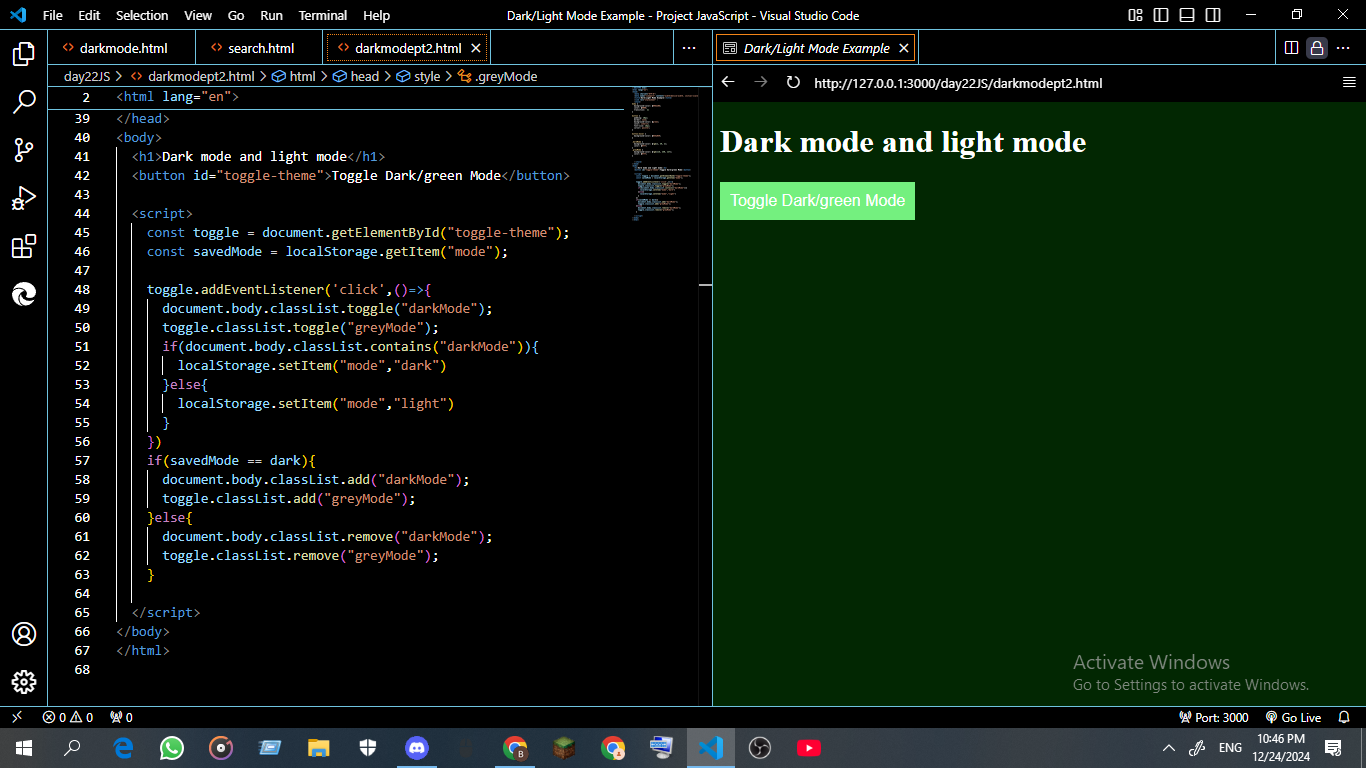 File Edit Selection View Go Run Terminal Help Dark/Light Mode Example - Project JavaScript - Visual Studio Code
darkmode.html search.html darkmodept2.html Dark/Light Mode Example
day22JS > darkmodept2.html > html > head > style > .greyMode
http://127.0.0.1:3000/day22JS/darkmodept2.html
2 <html lang="en">
39 </head>
40 <body>
41 <h1>Dark mode and light mode</h1>
42 <button id="toggle-theme">Toggle Dark/green Mode</button>
43
44 <script>
45 const toggle = document.getElementById("toggle-theme");
46 const savedMode = localStorage.getItem("mode");
47
48 toggle.addEventListener('click',()=>{
49 document.body.classList.toggle("darkMode");
50 toggle.classList.toggle("greyMode");
51 if(document.body.classList.contains("darkMode")){
52 localStorage.setItem("mode","dark")
53 }else{
54 localStorage.setItem("mode","light")
55 }
56 })
57 if(savedMode == dark){
58 document.body.classList.add("darkMode");
59 toggle.classList.add("greyMode");
60 }else{
61 document.body.classList.remove("darkMode");
62 toggle.classList.remove("greyMode");
63 }
64
65 </script>
66 </body>
67 </html>
68
Dark mode and light mode
Toggle Dark/green Mode
Activate Windows
Go to Settings to activate Windows.
0 0 0 Port: 3000 Go Live
ENG 10:46 PM
12/24/2024